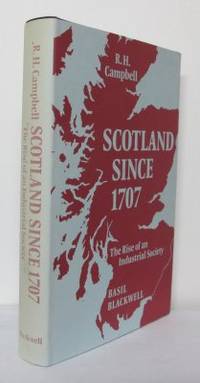 R. H.
Campbell
SCOTLAND
SINCE
1707
The Rise of an
Industrial Society
BASIL
BLACKWELL
R. H. Campbell
SCOTLAND SINCE 1707
The Rise of an Industrial Society
Blackwell